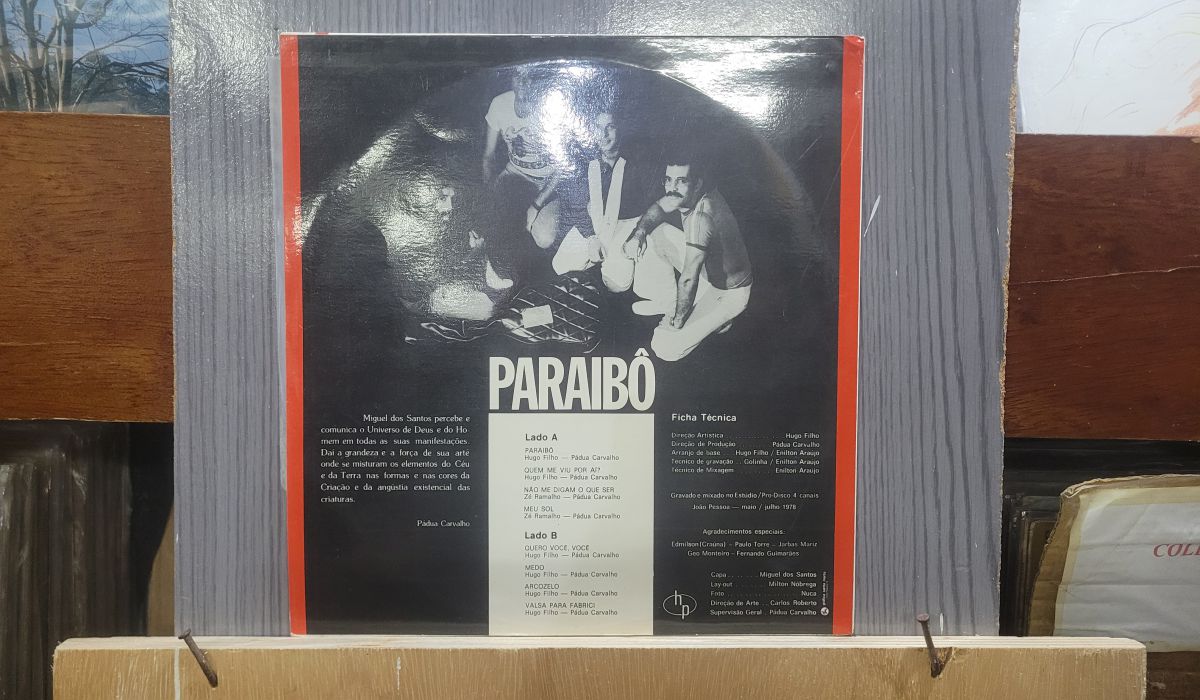 PARAIBÔ
Miguel dos Santos percebe e
comunica o Universo de Deus e do Ho-
mem em todas as suas manifestações.
Daí a grandeza e a força de sua arte
onde se misturam os elementos do Céu
e da Terra nas formas e nas cores da
Criação e da angústia existencial das
criaturas.
Pádua Carvalho
Lado A
PARAIBÔ
Hugo Filho — Pádua Carvalho
QUEM ME VIU POR AÍ?
Hugo Filho — Pádua Carvalho
NÃO ME DIGAM O QUE SER
Zé Ramalho — Pádua Carvalho
MEU SOL
Zé Ramalho — Pádua Carvalho
Lado B
QUERO VOCÊ, VOCÊ
Hugo Filho — Pádua Carvalho
MEDO
Hugo Filho — Pádua Carvalho
ARCOZELO
Hugo Filho — Pádua Carvalho
VALSA PARA FABRICI
Hugo Filho — Pádua Carvalho
Ficha Técnica
Direção Artística . . . . . . . . . . . . . . Hugo Filho
Direção de Produção . . . . . . . Pádua Carvalho
Arranjo de base . . . Hugo Filho / Enilton Araújo
Técnico de gravação . . Golinha / Enilton Araújo
Técnico de Mixagem . . . . . . . . . Enilton Araújo
Gravado e mixado no Estúdio/Pro-Disco 4 canais
João Pessoa — maio / julho 1978
Agradecimentos especiais:
Edmilson (Craúna) — Paulo Torre — Jarbas Mariz
Geo Monteiro — Fernando Guimarães
Capa . . . . . . . Miguel dos Santos
Lay-out . . . . . . . . Milton Nóbrega
Foto . . . . . . . . . . . . . . . . . . Nuca
Direção de Arte . . Carlos Roberto
Supervisão Geral . . Pádua Carvalho
hp
COLE